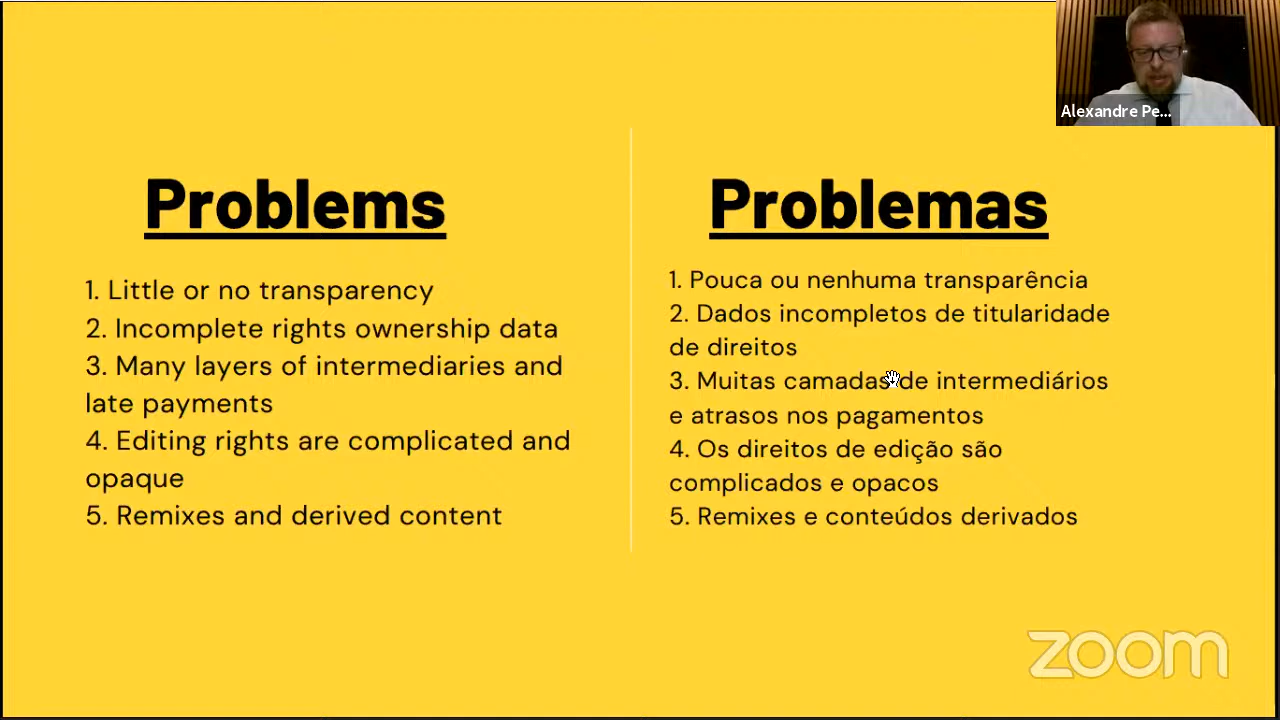 Alexandre Pe...
Problems
1. Little or no transparency
2. Incomplete rights ownership data
3. Many layers of intermediaries and
late payments
4. Editing rights are complicated and
opaque
5. Remixes and derived content
Problemas
1. Pouca ou nenhuma transparência
2. Dados incompletos de titularidade
de direitos
3. Muitas camadas de intermediários
e atrasos nos pagamentos
4. Os direitos de edição são
complicados e opacos
5. Remixes e conteúdos derivados
zoom